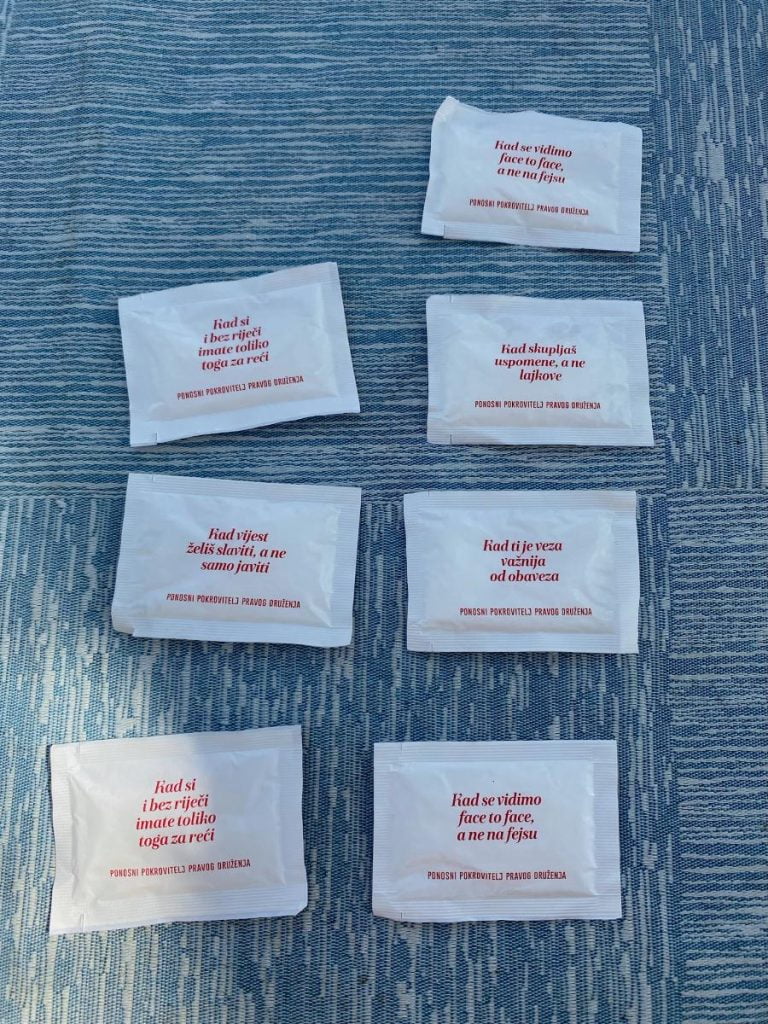 Kad se vidimo
face to face,
a ne na fejsu
PONOSNI POKROVITELJ PRAVOG DRUŽENJA
Kad si
i bez riječi
imate toliko
toga za reći
PONOSNI POKROVITELJ PRAVOG DRUŽENJA
Kad skupljaš
uspomene, a ne
lajkove
PONOSNI POKROVITELJ PRAVOG DRUŽENJA
Kad vijest
želiš slaviti, a ne
samo javiti
PONOSNI POKROVITELJ PRAVOG DRUŽENJA
Kad ti je veza
važnija
od obaveza
PONOSNI POKROVITELJ PRAVOG DRUŽENJA
Kad si
i bez riječi
imate toliko
toga za reći
PONOSNI POKROVITELJ PRAVOG DRUŽENJA
Kad se vidimo
face to face,
a ne na fejsu
PONOSNI POKROVITELJ PRAVOG DRUŽENJA